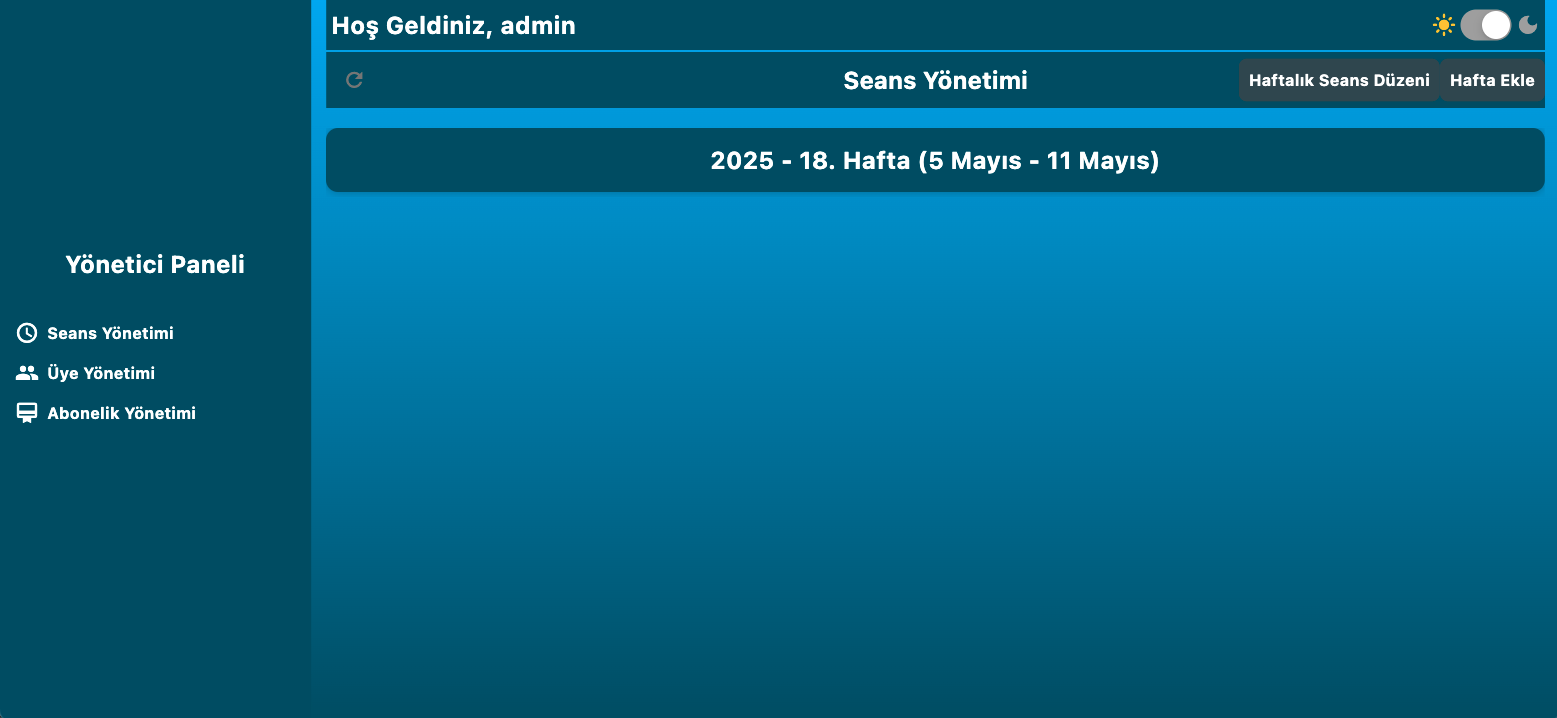 Hoş Geldiniz, admin
Seans Yönetimi
Haftalık Seans Düzeni
Hafta Ekle
2025 - 18. Hafta (5 Mayıs - 11 Mayıs)
Yönetici Paneli
Seans Yönetimi
Üye Yönetimi
Abonelik Yönetimi